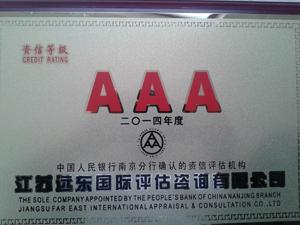 资信等级
CREDIT RATING
AAA
二〇一四年度
中国人民银行南京分行确认的资信评估机构
江苏远东国际评估咨询有限公司
THE SOLE COMPANY APPOINTED BY THE PEOPLE'S BANK OF CHINA NANJING BRANCH
JIANGSU FAR EAST INTERNATIONAL APPRAISAL & CONSULTATION CO.,LTD